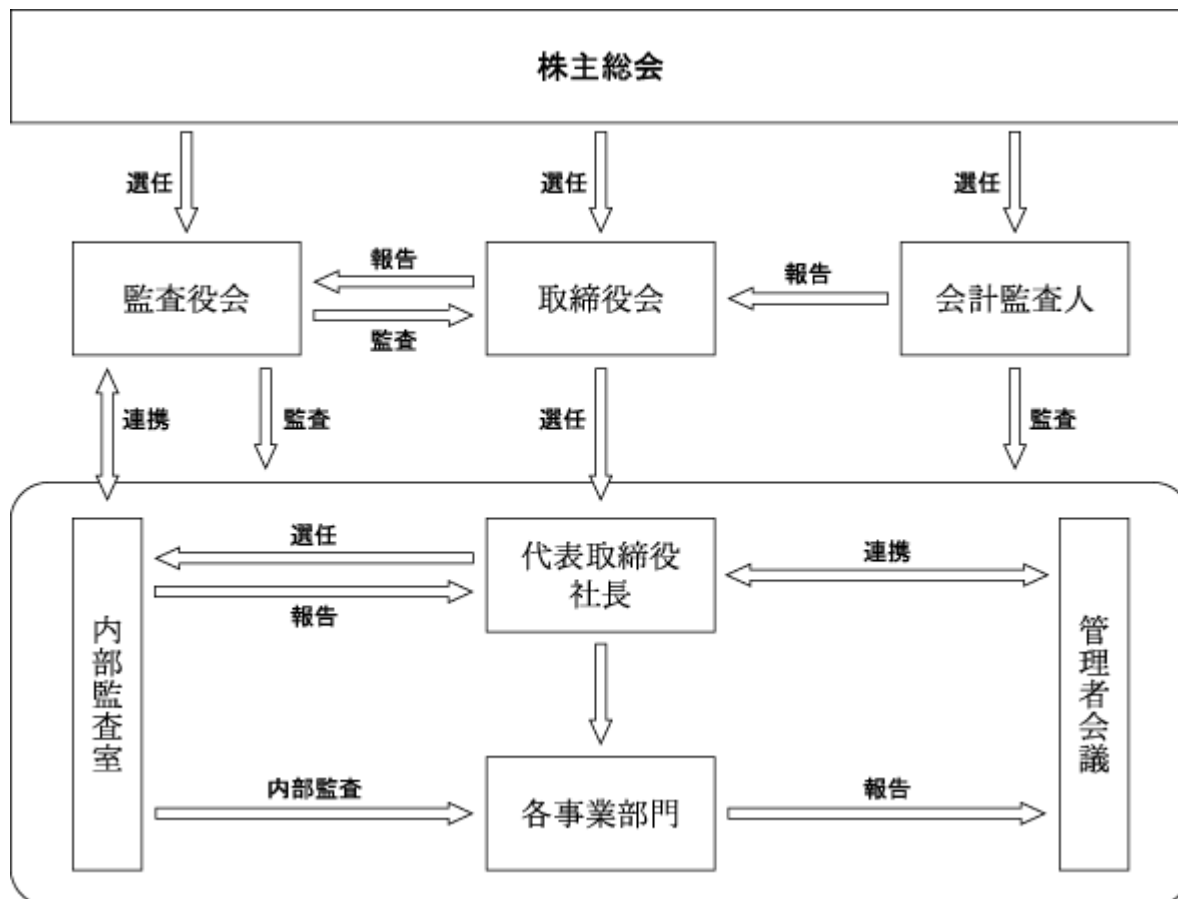 株主総会
選任
選任
選任
監査役会
報告
監査
取締役会
報告
会計監査人
連携
監査
選任
監査
内部監査室
選任
報告
代表取締役
社長
連携
管理者会議
内部監査
各事業部門
報告